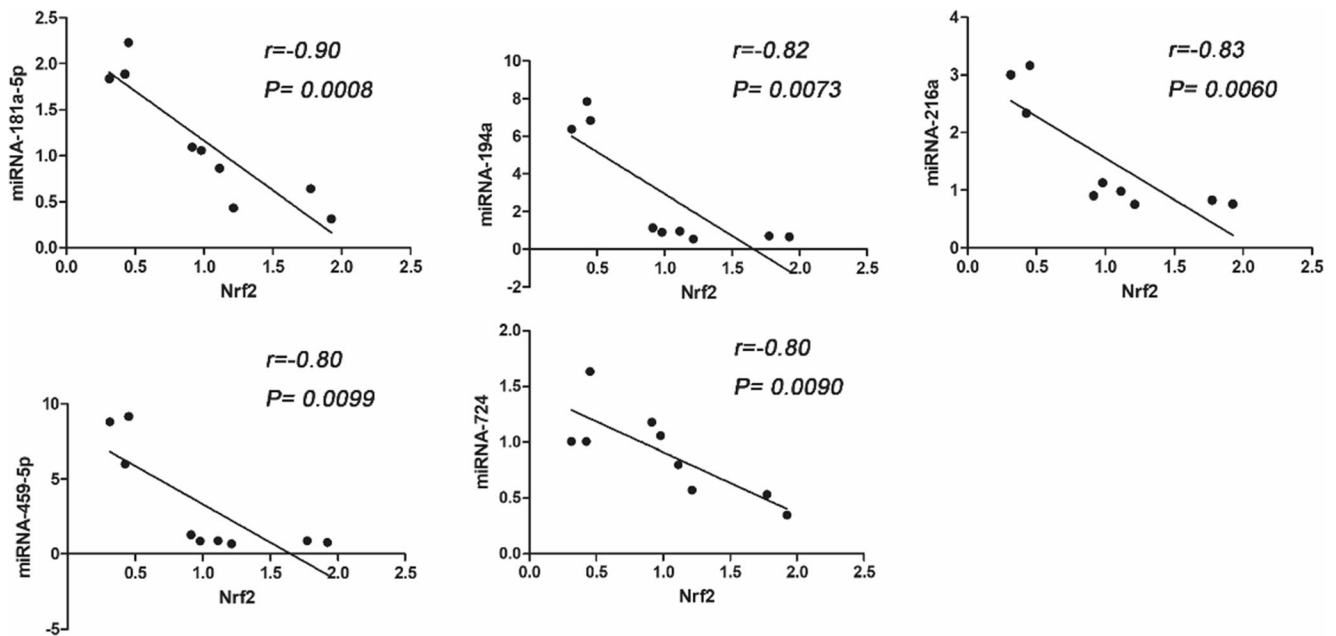 2.5
2.0
1.5
1.0
0.5
0.0
miRNA-181a-5p
r=-0.90
P= 0.0008
0.0 0.5 1.0 1.5 2.0 2.5
Nrf2
10
8
6
4
2
0
-2
miRNA-194a
r=-0.82
P= 0.0073
0.5 1.0 1.5 2.0 2.5
Nrf2
4
3
2
1
0
miRNA-216a
r=-0.83
P= 0.0060
0.0 0.5 1.0 1.5 2.0 2.5
Nrf2
10
5
0
-5
miRNA-459-5p
r=-0.80
P= 0.0099
0.5 1.0 1.5 2.0 2.5
Nrf2
2.0
1.5
1.0
0.5
0.0
miRNA-724
r=-0.80
P= 0.0090
0.0 0.5 1.0 1.5 2.0 2.5
Nrf2